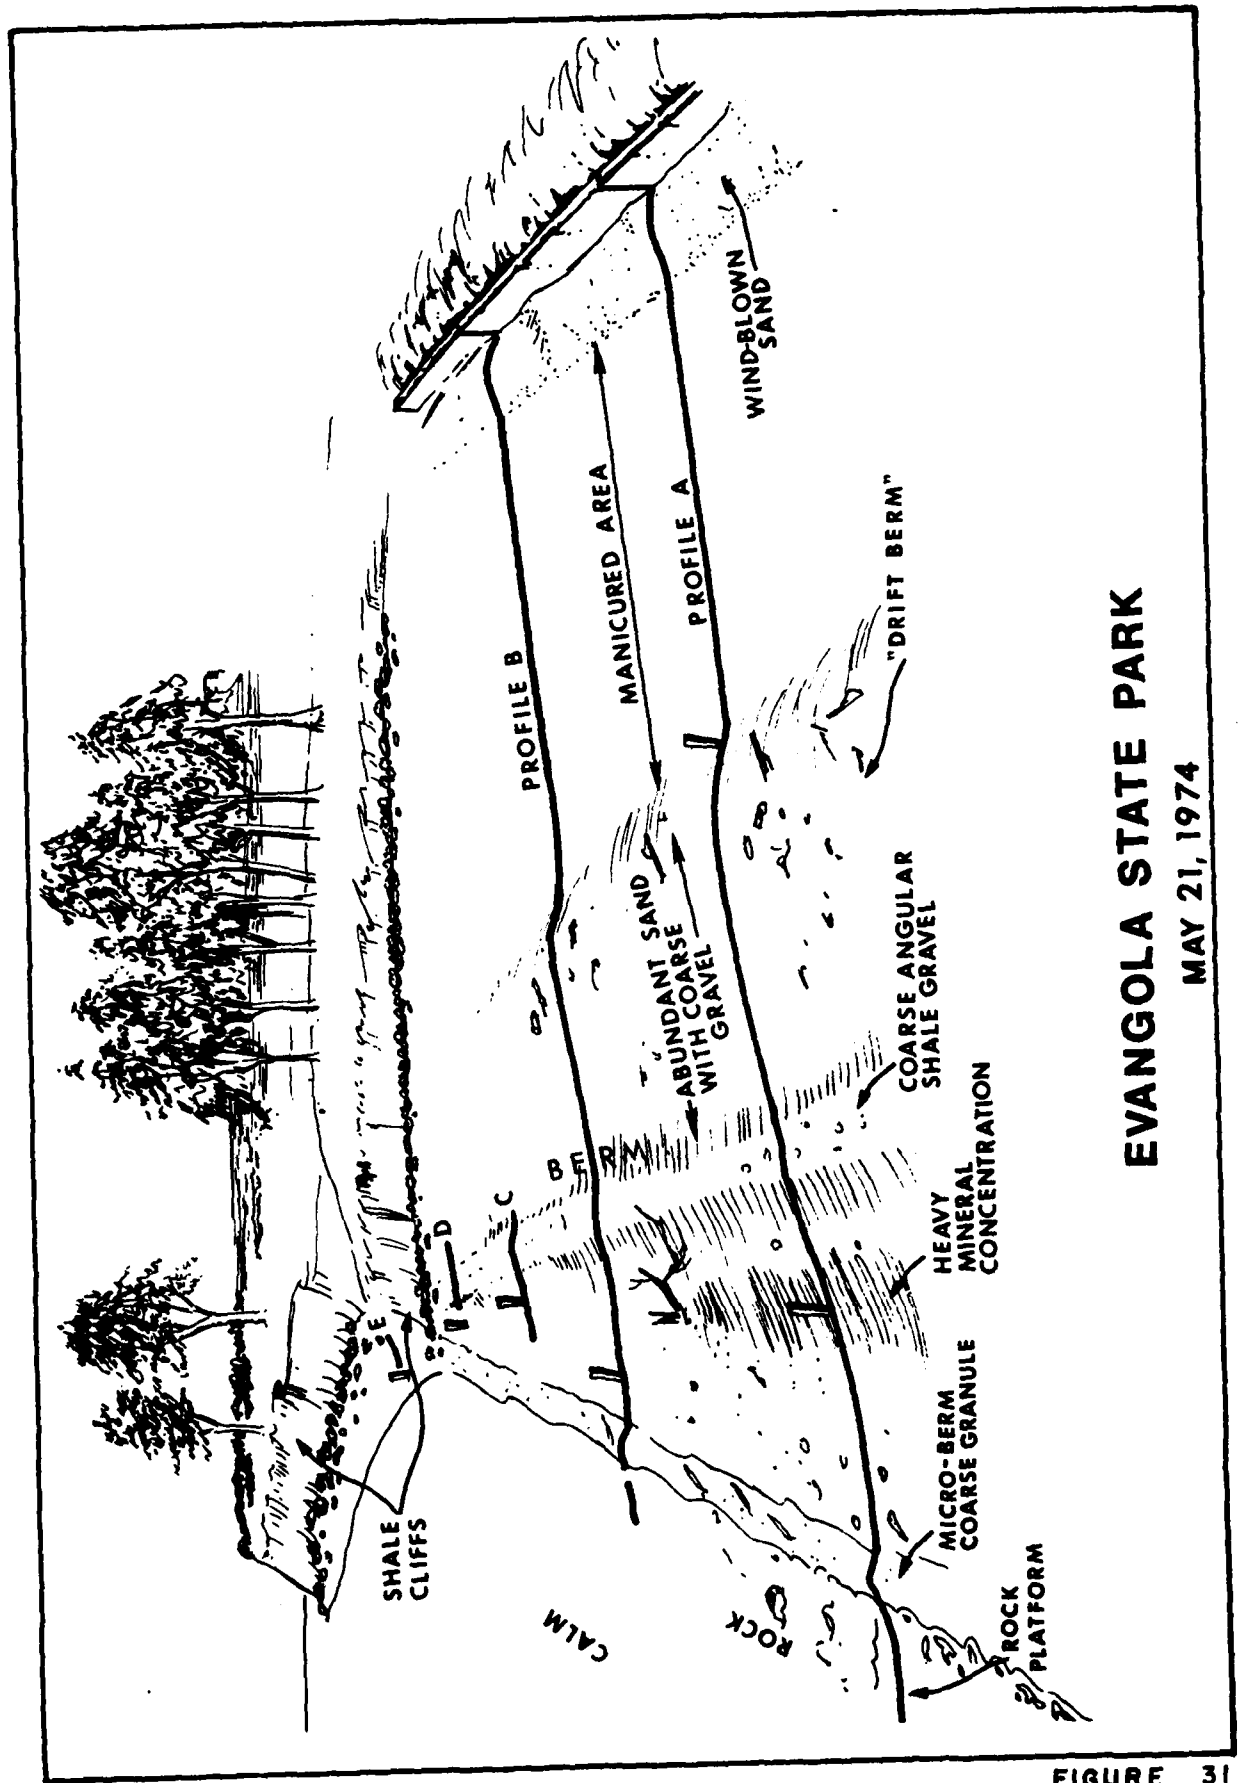 SHALE
CLIFFS
E
D
C
PROFILE B
MANICURED AREA
PROFILE A
WIND-BLOWN
SAND
BERM
ABUNDANT SAND
WITH COARSE
GRAVEL
"DRIFT BERM"
COARSE ANGULAR
SHALE GRAVEL
HEAVY
MINERAL
CONCENTRATION
MICRO-BERM
COARSE GRANULE
CALM
ROCK
ROCK
PLATFORM
EVANGOLA STATE PARK
MAY 21, 1974
FIGURE 31